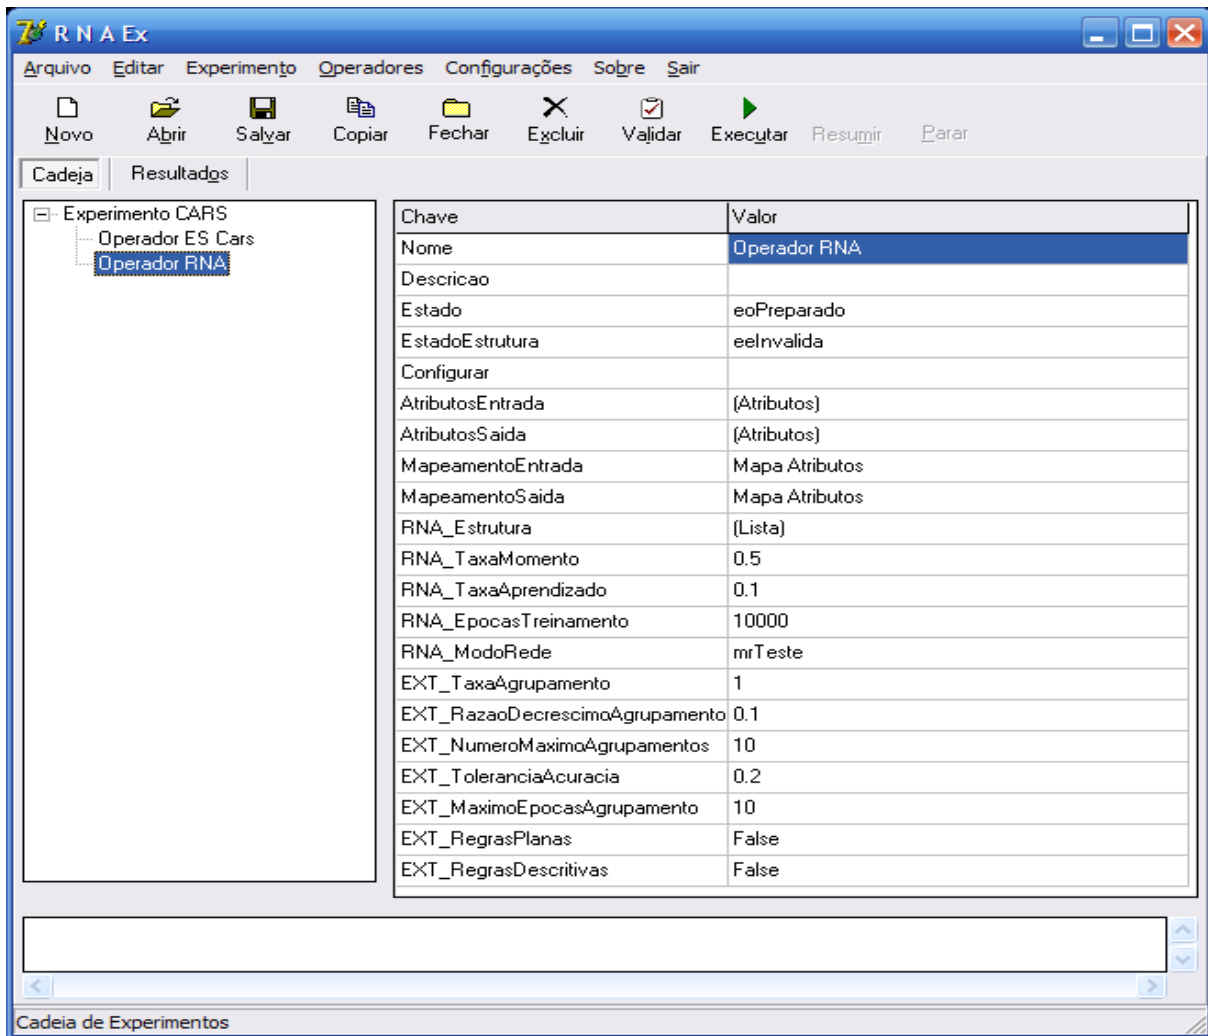 R N A Ex
Arquivo Editar Experimento Operadores Configurações Sobre Sair
Novo Abrir Salvar Copiar Fechar Excluir Validar Executar Resumir Parar
Cadeia Resultados
Experimento CARS
Operador ES Cars
Operador RNA
Chave Valor
Nome Operador RNA
Descricao
Estado eoPreparado
EstadoEstrutura eeInvalida
Configurar
AtributosEntrada (Atributos)
AtributosSaida (Atributos)
MapeamentoEntrada Mapa Atributos
MapeamentoSaida Mapa Atributos
RNA_Estrutura (Lista)
RNA_TaxaMomento 0.5
RNA_TaxaAprendizado 0.1
RNA_EpocasTreinamento 10000
RNA_ModoRede mrTeste
EXT_TaxaAgrupamento 1
EXT_RazaoDecrescimoAgrupamento 0.1
EXT_NumeroMaximoAgrupamentos 10
EXT_ToleranciaAcuracia 0.2
EXT_MaximoEpocasAgrupamento 10
EXT_RegrasPlanas False
EXT_RegrasDescritivas False
Cadeia de Experimentos